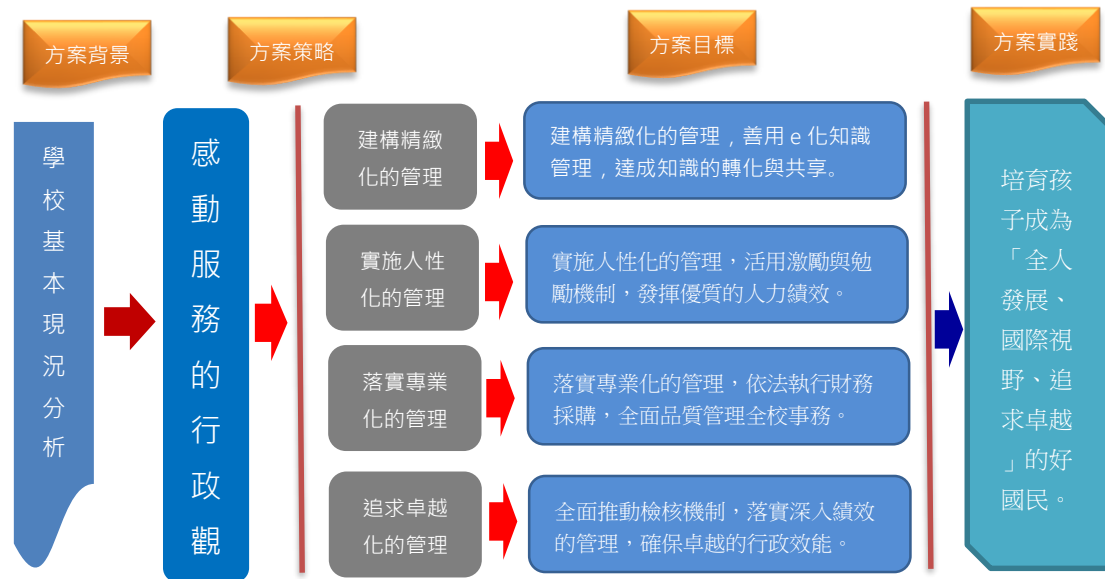 方案背景
方案策略
方案目標
方案實踐
學校基本現況分析
感動服務的行政觀
建構精緻
化的管理
建構精緻化的管理，善用 e 化知識
管理，達成知識的轉化與共享。
實施人性
化的管理
實施人性化的管理，活用激勵與勉
勵機制，發揮優質的人力績效。
落實專業
化的管理
落實專業化的管理，依法執行財務
採購，全面品質管理全校事務。
追求卓越
化的管理
全面推動檢核機制，落實深入績效
的管理，確保卓越的行政效能。
培育孩
子成為
「全人
發展、
國際視
野、追
求卓越
」的好
國民。